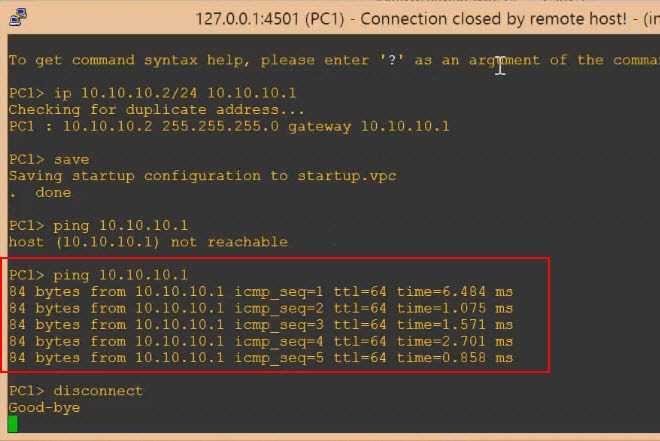 127.0.0.1:4501 (PC1) - Connection closed by remote host! - (in
To get command syntax help, please enter '?' as an argument of the comma
PC1> ip 10.10.10.2/24 10.10.10.1
Checking for duplicate address...
PC1 : 10.10.10.2 255.255.255.0 gateway 10.10.10.1
PC1> save
Saving startup configuration to startup.vpc
.  done
PC1> ping 10.10.10.1
host (10.10.10.1) not reachable
PC1> ping 10.10.10.1
84 bytes from 10.10.10.1 icmp_seq=1 ttl=64 time=6.484 ms
84 bytes from 10.10.10.1 icmp_seq=2 ttl=64 time=1.075 ms
84 bytes from 10.10.10.1 icmp_seq=3 ttl=64 time=1.571 ms
84 bytes from 10.10.10.1 icmp_seq=4 ttl=64 time=2.701 ms
84 bytes from 10.10.10.1 icmp_seq=5 ttl=64 time=0.858 ms
PC1> disconnect
Good-bye